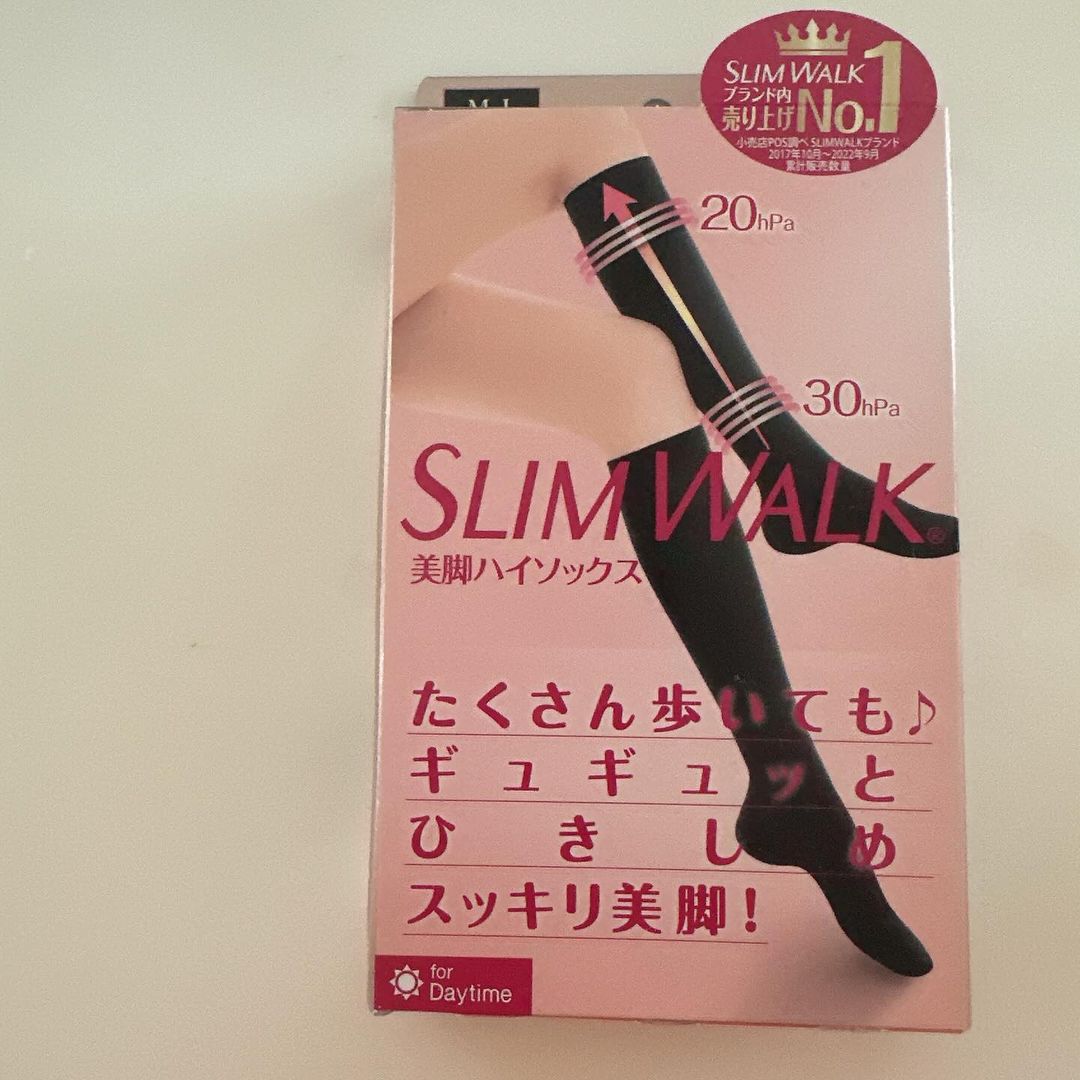 SLIM WALK
ブランド内
売り上げNo.1
小売店POS調べ SLIMWALKブランド
2017年10月〜2022年9月
累計販売数量
20hPa
30hPa
SLIM WALK®
美脚ハイソックス
たくさん歩いても♪
ギュギュッと
ひきしめ
スッキリ美脚!
for
Daytime